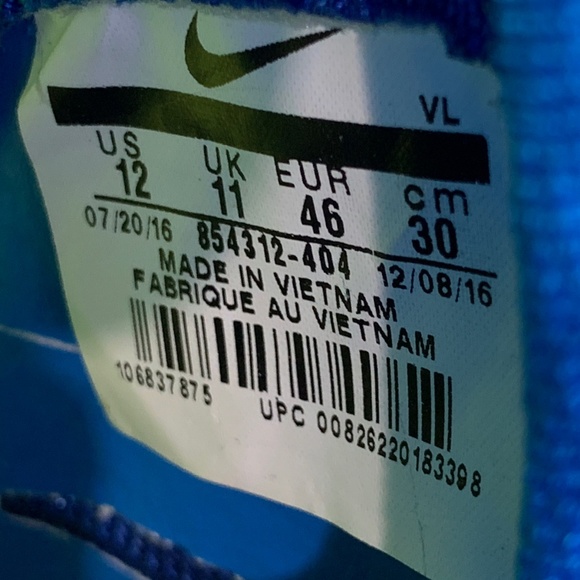 VL
US UK EUR cm
12 11 46 30
07/20/16 854312-404 12/08/16
MADE IN VIETNAM
FABRIQUE AU VIETNAM
106837875 UPC 00826220183398